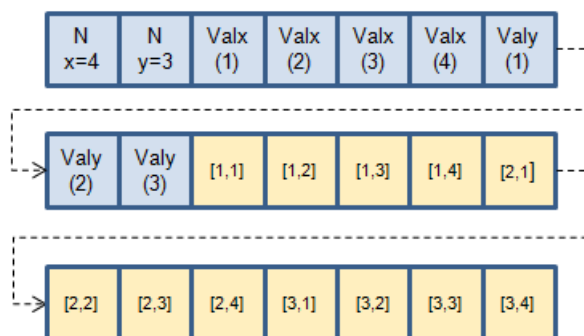 N N Valx Valx Valx Valx Valy
x=4 y=3 (1) (2) (3) (4) (1)
Valy Valy [1,1] [1,2] [1,3] [1,4] [2,1]
(2) (3)
[2,2] [2,3] [2,4] [3,1] [3,2] [3,3] [3,4]